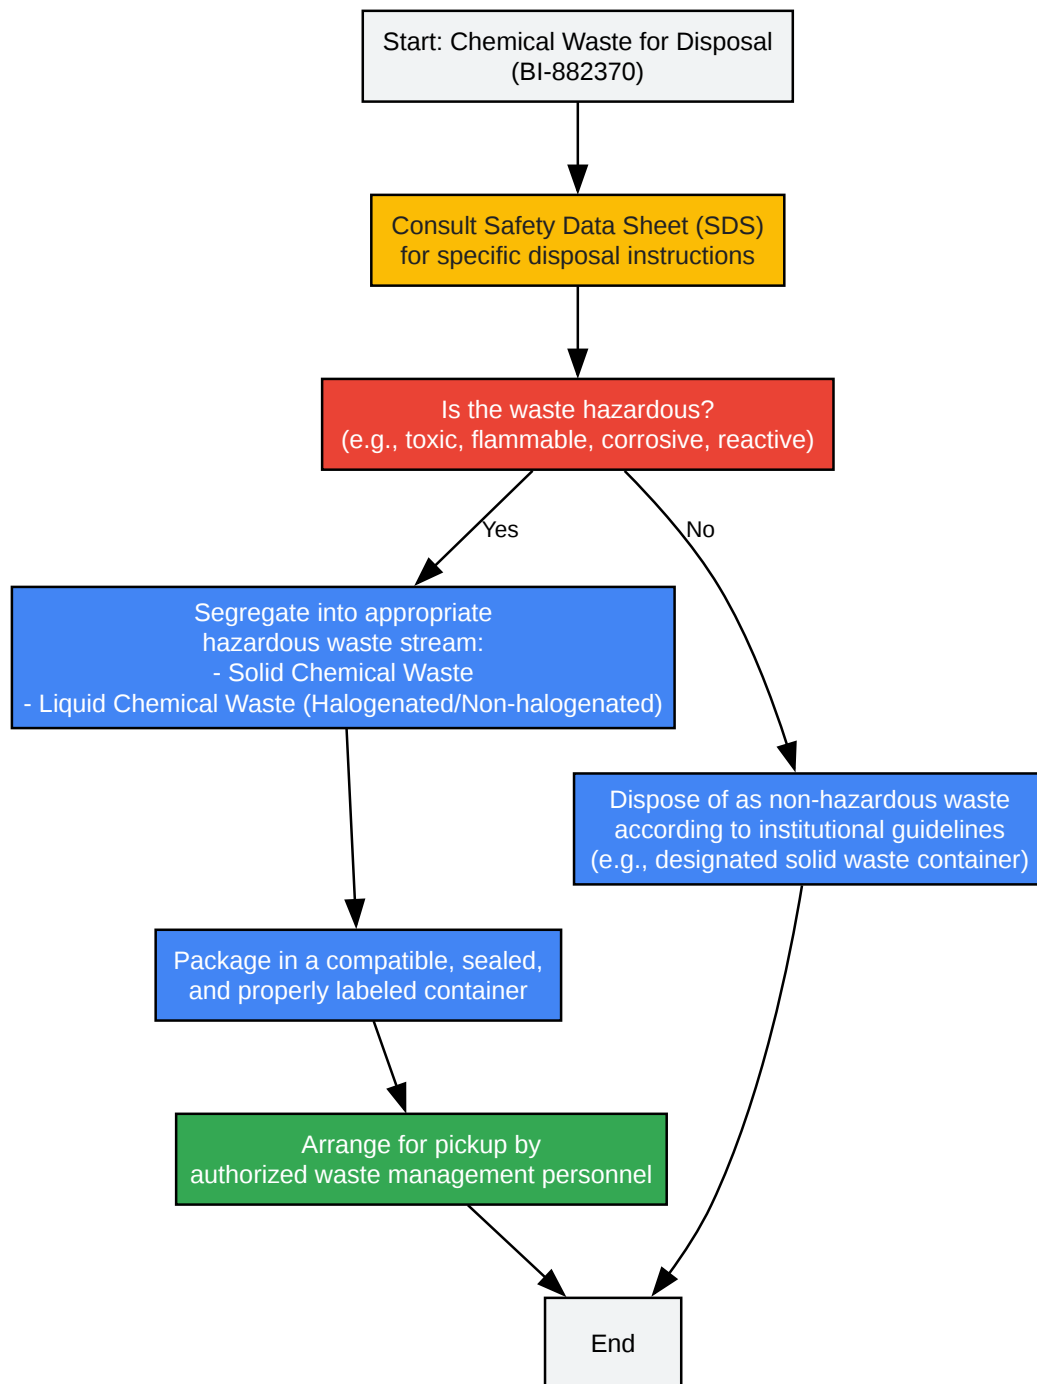 Start: Chemical Waste for Disposal
(BI-882370)
Consult Safety Data Sheet (SDS)
for specific disposal instructions
Is the waste hazardous?
(e.g., toxic, flammable, corrosive, reactive)
Yes
No
Segregate into appropriate
hazardous waste stream:
- Solid Chemical Waste
- Liquid Chemical Waste (Halogenated/Non-halogenated)
Dispose of as non-hazardous waste
according to institutional guidelines
(e.g., designated solid waste container)
Package in a compatible, sealed,
and properly labeled container
Arrange for pickup by
authorized waste management personnel
End